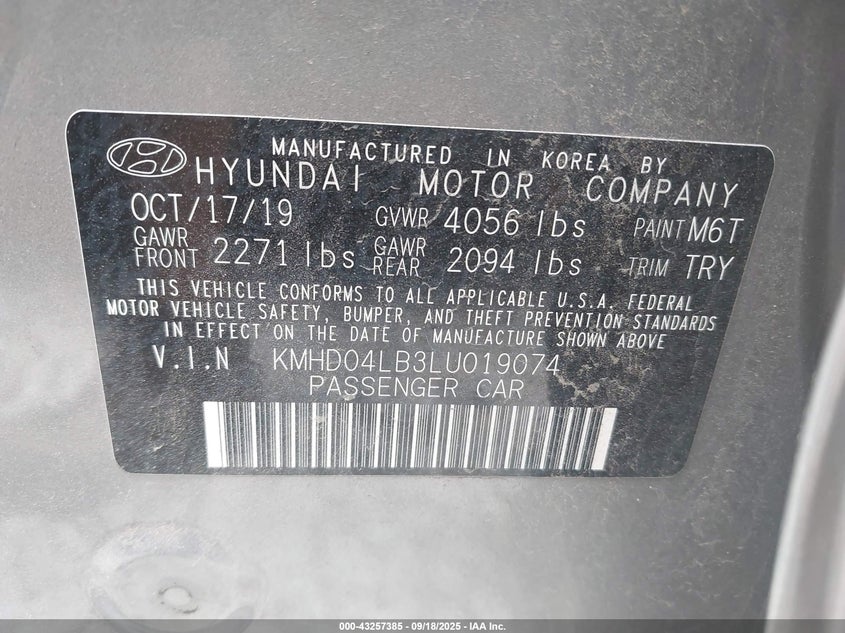 MANUFACTURED IN KOREA BY
HYUNDAI MOTOR COMPANY
OCT/17/19 GVWR 4056 lbs PAINT M6T
GAWR FRONT 2271 lbs GAWR REAR 2094 lbs TRIM TRY
THIS VEHICLE CONFORMS TO ALL APPLICABLE U.S.A. FEDERAL
MOTOR VEHICLE SAFETY, BUMPER, AND THEFT PREVENTION STANDARDS
IN EFFECT ON THE DATE OF MANUFACTURE SHOWN ABOVE
V.I.N KMHD04LB3LU019074
PASSENGER CAR
000-43257385 - 09/18/2025 - IAA Inc.